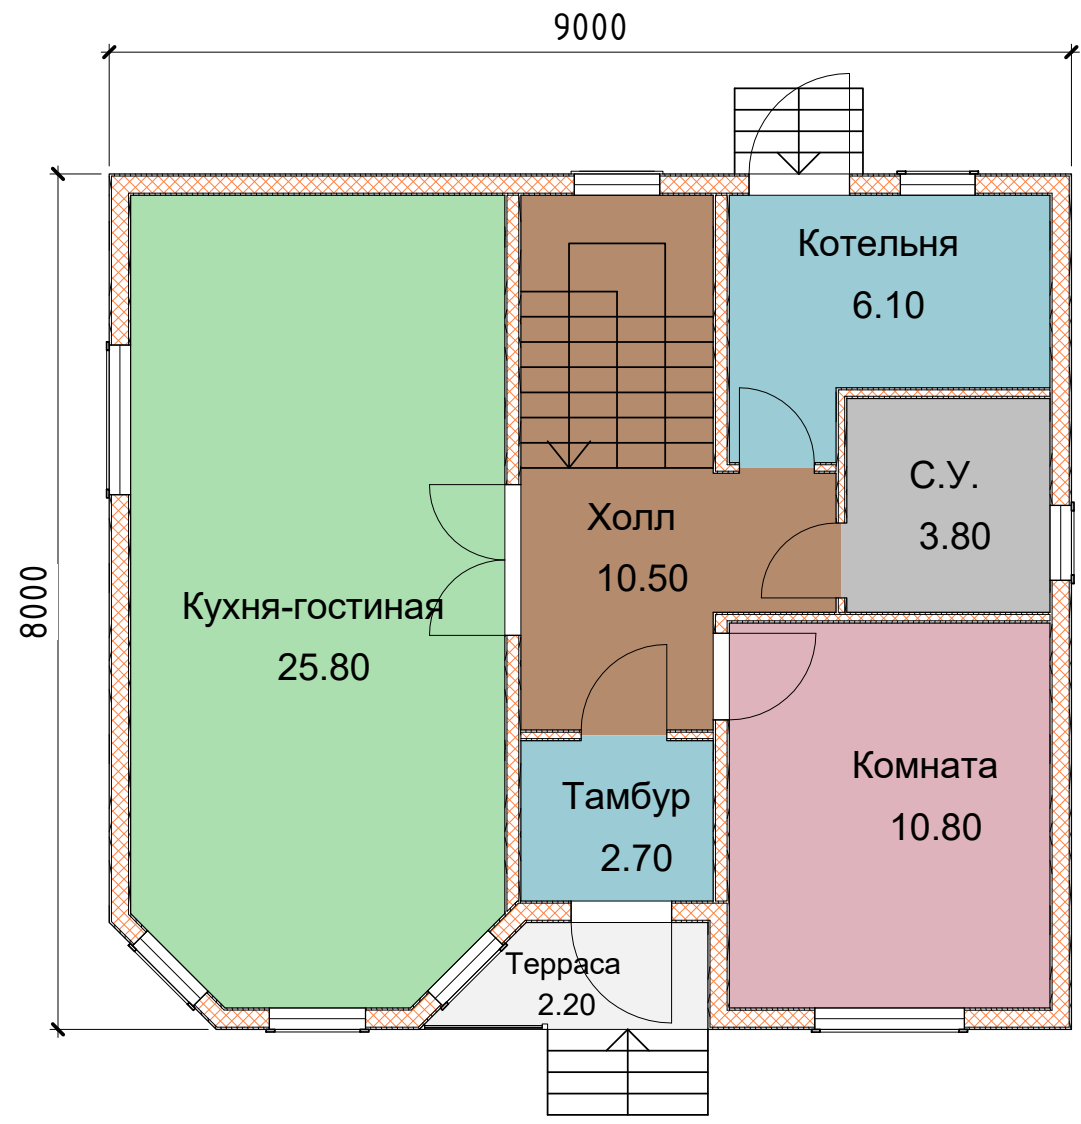 9000
Котельня
6.10
С.У.
3.80
Холл
10.50
8000
Кухня-гостиная
25.80
Комната
10.80
Тамбур
2.70
Терраса
2.20